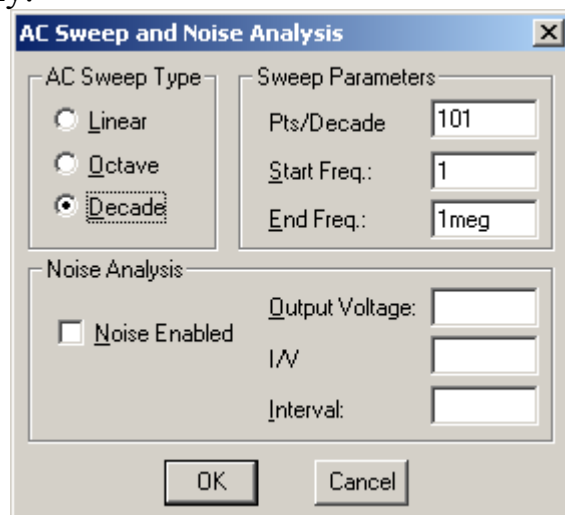 AC Sweep and Noise Analysis
AC Sweep Type
Linear
Octave
Decade
Sweep Parameters
Pts/Decade 101
Start Freq.: 1
End Freq.: 1meg
Noise Analysis
Noise Enabled
Output Voltage:
I/V
Interval:
OK Cancel